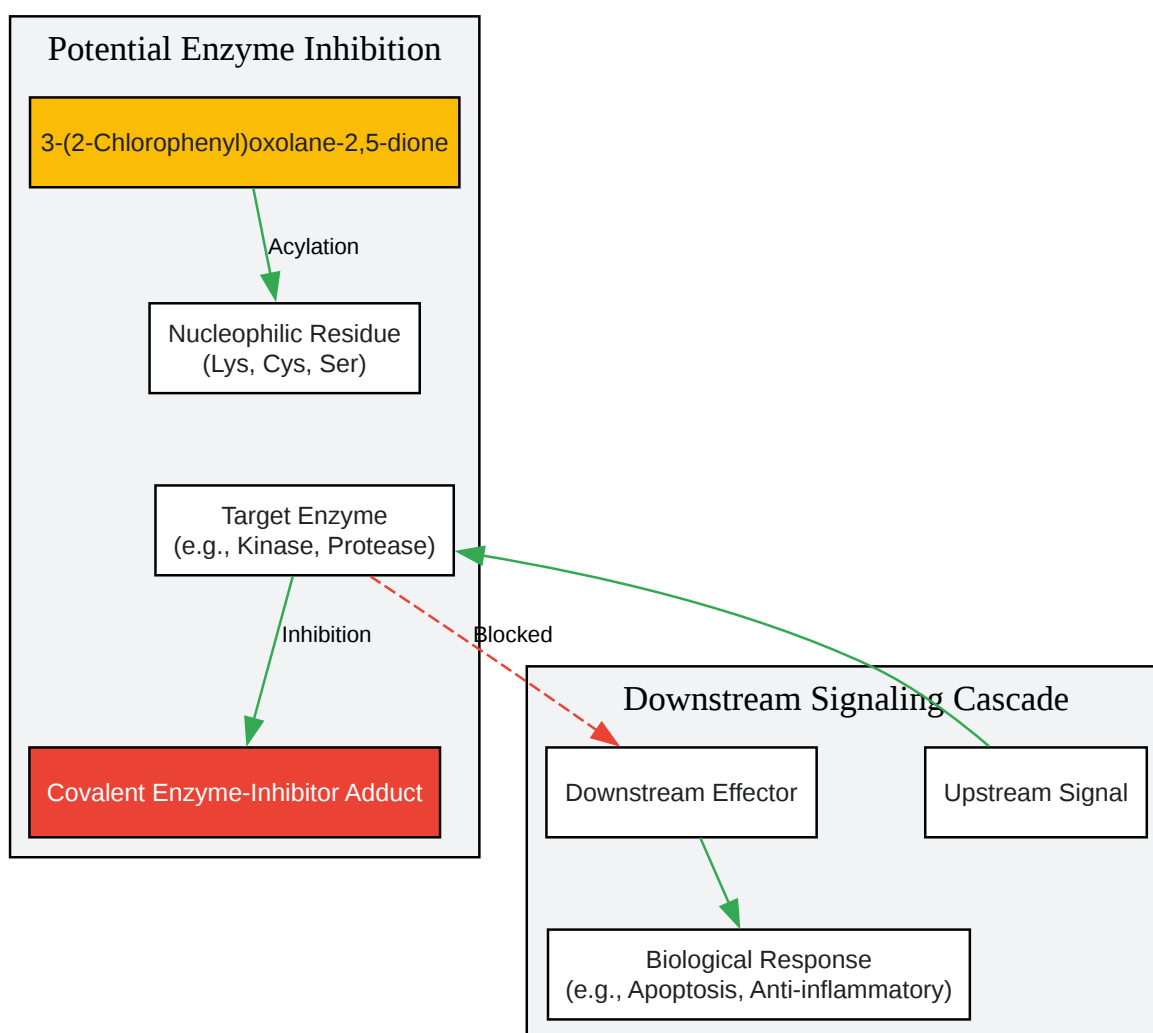 Potential Enzyme Inhibition
3-(2-Chlorophenyl)oxolane-2,5-dione
Acylation
Nucleophilic Residue
(Lys, Cys, Ser)
Target Enzyme
(e.g., Kinase, Protease)
Inhibition
Blocked
Covalent Enzyme-Inhibitor Adduct
Downstream Signaling Cascade
Downstream Effector
Upstream Signal
Biological Response
(e.g., Apoptosis, Anti-inflammatory)